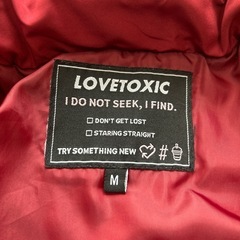 LOVETOXIC
I DO NOT SEEK, I FIND.
DON'T GET LOST
STARING STRAIGHT
TRY SOMETHING NEW #
M